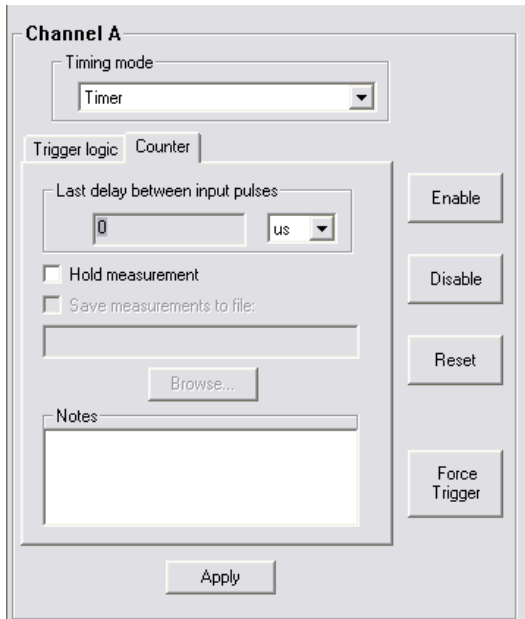 Channel A
Timing mode
Timer
Trigger logic
Counter
Last delay between input pulses
0
us
Hold measurement
Save measurements to file:
Browse...
Notes
Enable
Disable
Reset
Force
Trigger
Apply